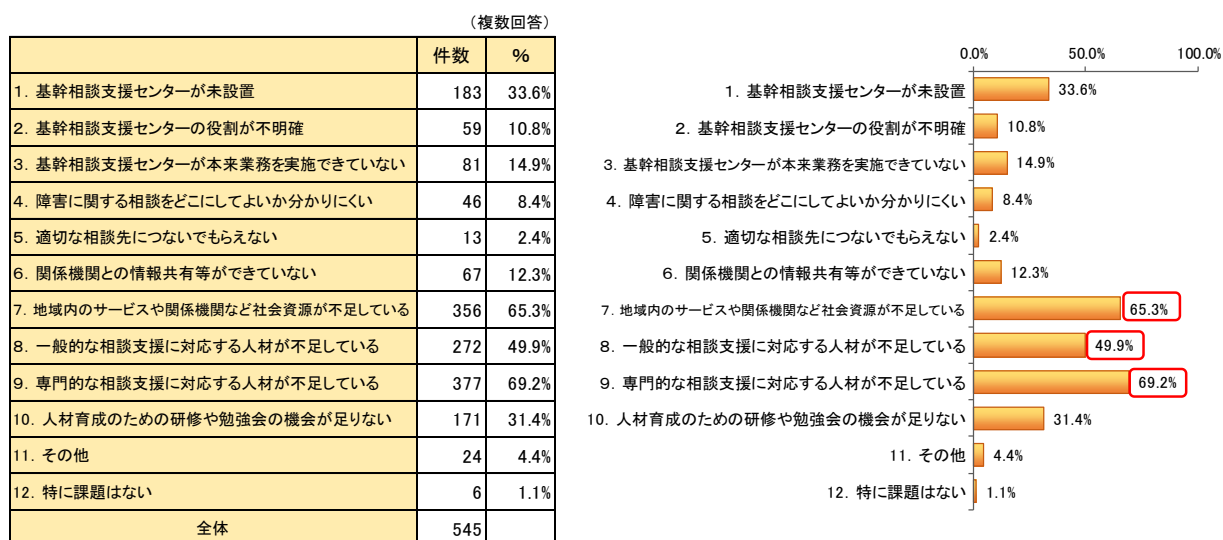 （複数回答）
件数 %
1．基幹相談支援センターが未設置 183 33.6%
2．基幹相談支援センターの役割が不明確 59 10.8%
3．基幹相談支援センターが本来業務を実施できていない 81 14.9%
4．障害に関する相談をどこにしてよいか分かりにくい 46 8.4%
5．適切な相談先につないでもらえない 13 2.4%
6．関係機関との情報共有等ができていない 67 12.3%
7．地域内のサービスや関係機関など社会資源が不足している 356 65.3%
8．一般的な相談支援に対応する人材が不足している 272 49.9%
9．専門的な相談支援に対応する人材が不足している 377 69.2%
10．人材育成のための研修や勉強会の機会が足りない 171 31.4%
11．その他 24 4.4%
12．特に課題はない 6 1.1%
全体 545
0.0% 50.0% 100.0%
1．基幹相談支援センターが未設置 33.6%
2．基幹相談支援センターの役割が不明確 10.8%
3．基幹相談支援センターが本来業務を実施できていない 14.9%
4．障害に関する相談をどこにしてよいか分かりにくい 8.4%
5．適切な相談先につないでもらえない 2.4%
6．関係機関との情報共有等ができていない 12.3%
7．地域内のサービスや関係機関など社会資源が不足している 65.3%
8．一般的な相談支援に対応する人材が不足している 49.9%
9．専門的な相談支援に対応する人材が不足している 69.2%
10．人材育成のための研修や勉強会の機会が足りない 31.4%
11．その他 4.4%
12．特に課題はない 1.1%